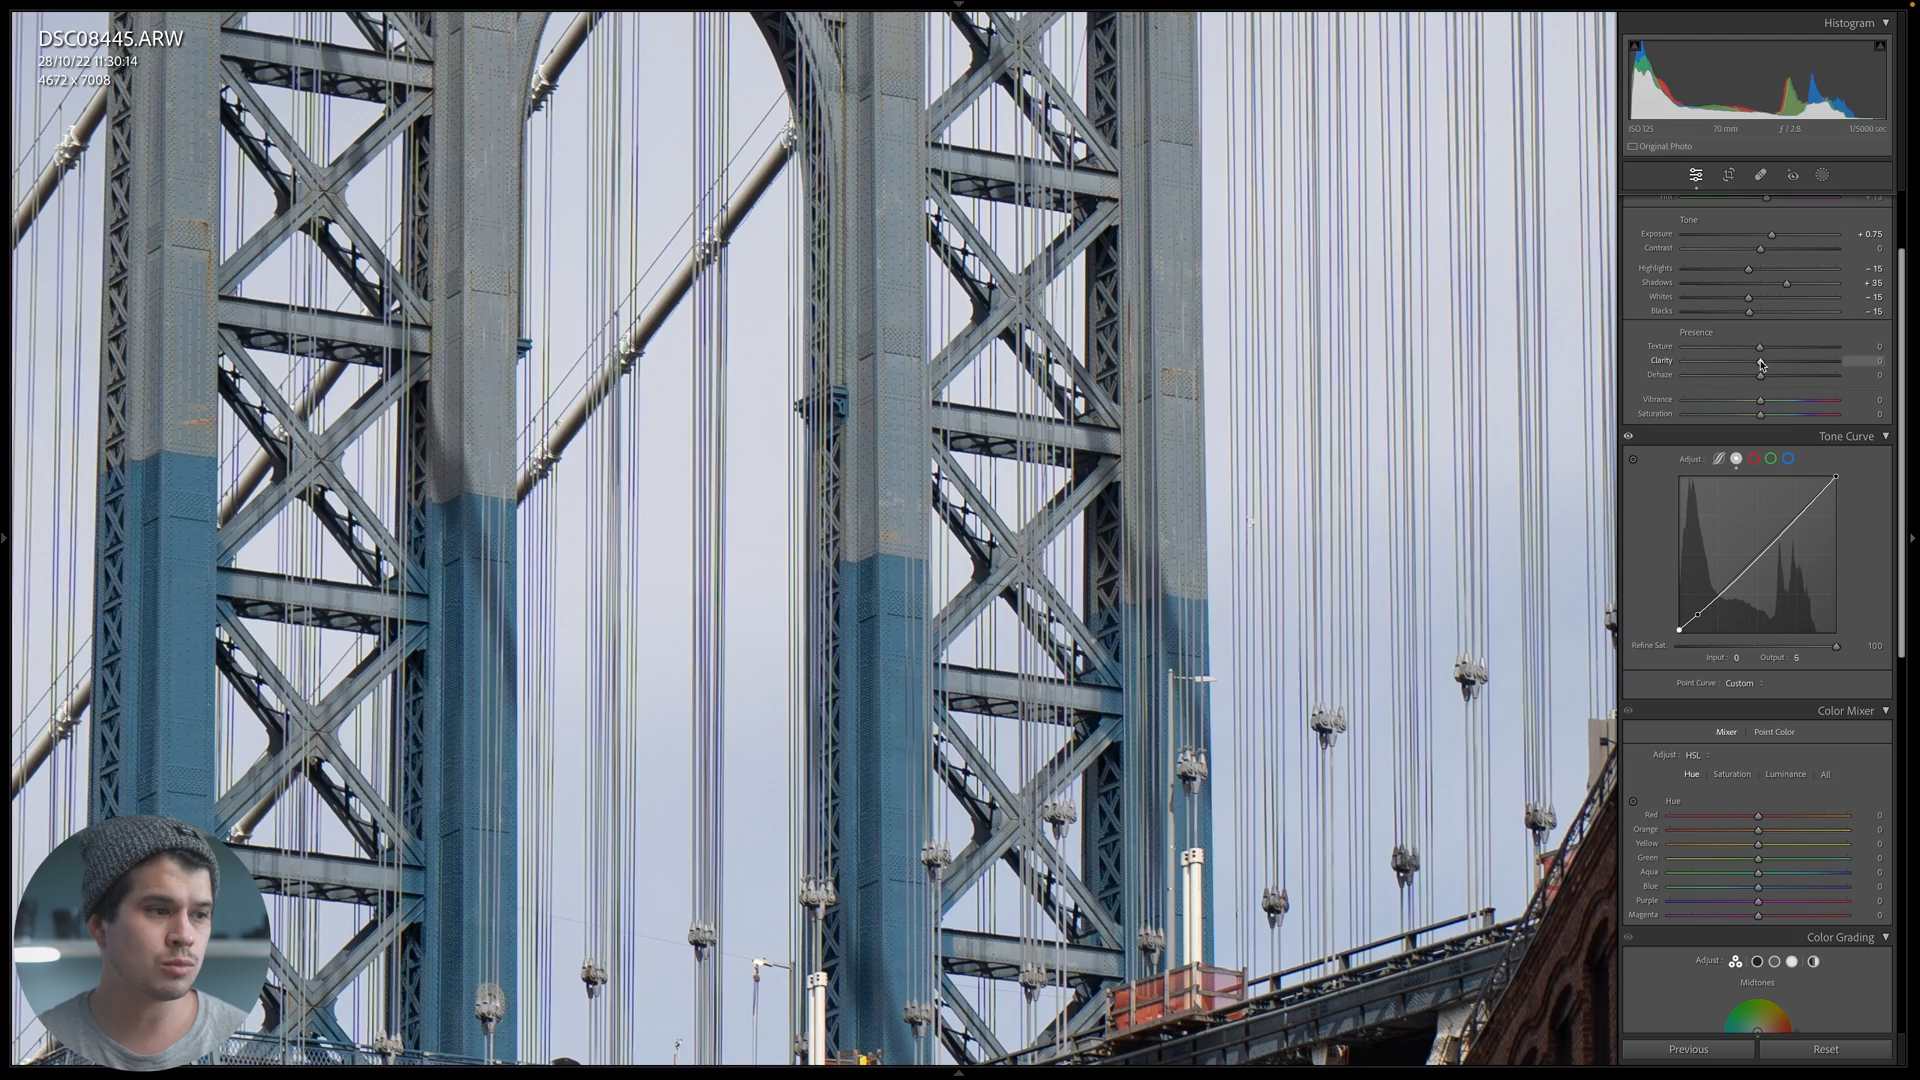 DSC08445.ARW
28/10/22 11:30:14
4672 x 7008
Histogram
ISO 125 70 mm ƒ / 2.8 1/5000 sec
Original Photo
Tone
Exposure + 0.75
Contrast 0
Highlights – 15
Shadows + 35
Whites – 15
Blacks – 15
Presence
Texture 0
Clarity 0
Dehaze 0
Vibrance 0
Saturation 0
Tone Curve
Adjust :
Refine Sat. 100
Input : 0 Output : 5
Point Curve : Custom :
Color Mixer
Mixer Point Color
Adjust : HSL :
Hue Saturation Luminance All
Hue
Red 0
Orange 0
Yellow 0
Green 0
Aqua 0
Blue 0
Purple 0
Magenta 0
Color Grading
Adjust :
Midtones
Previous Reset